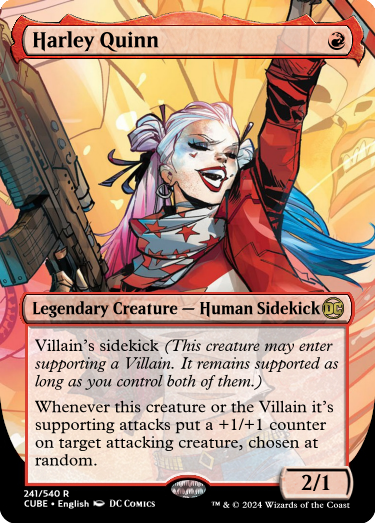 Harley Quinn
Legendary Creature — Human Sidekick
DC
Villain's sidekick (This creature may enter
supporting a Villain. It remains supported as
long as you control both of them.)
Whenever this creature or the Villain it's
supporting attacks put a +1/+1 counter
on target attacking creature, chosen at
random.
2/1
241/540 R
CUBE • English DC COMICS
™ & © 2024 Wizards of the Coast